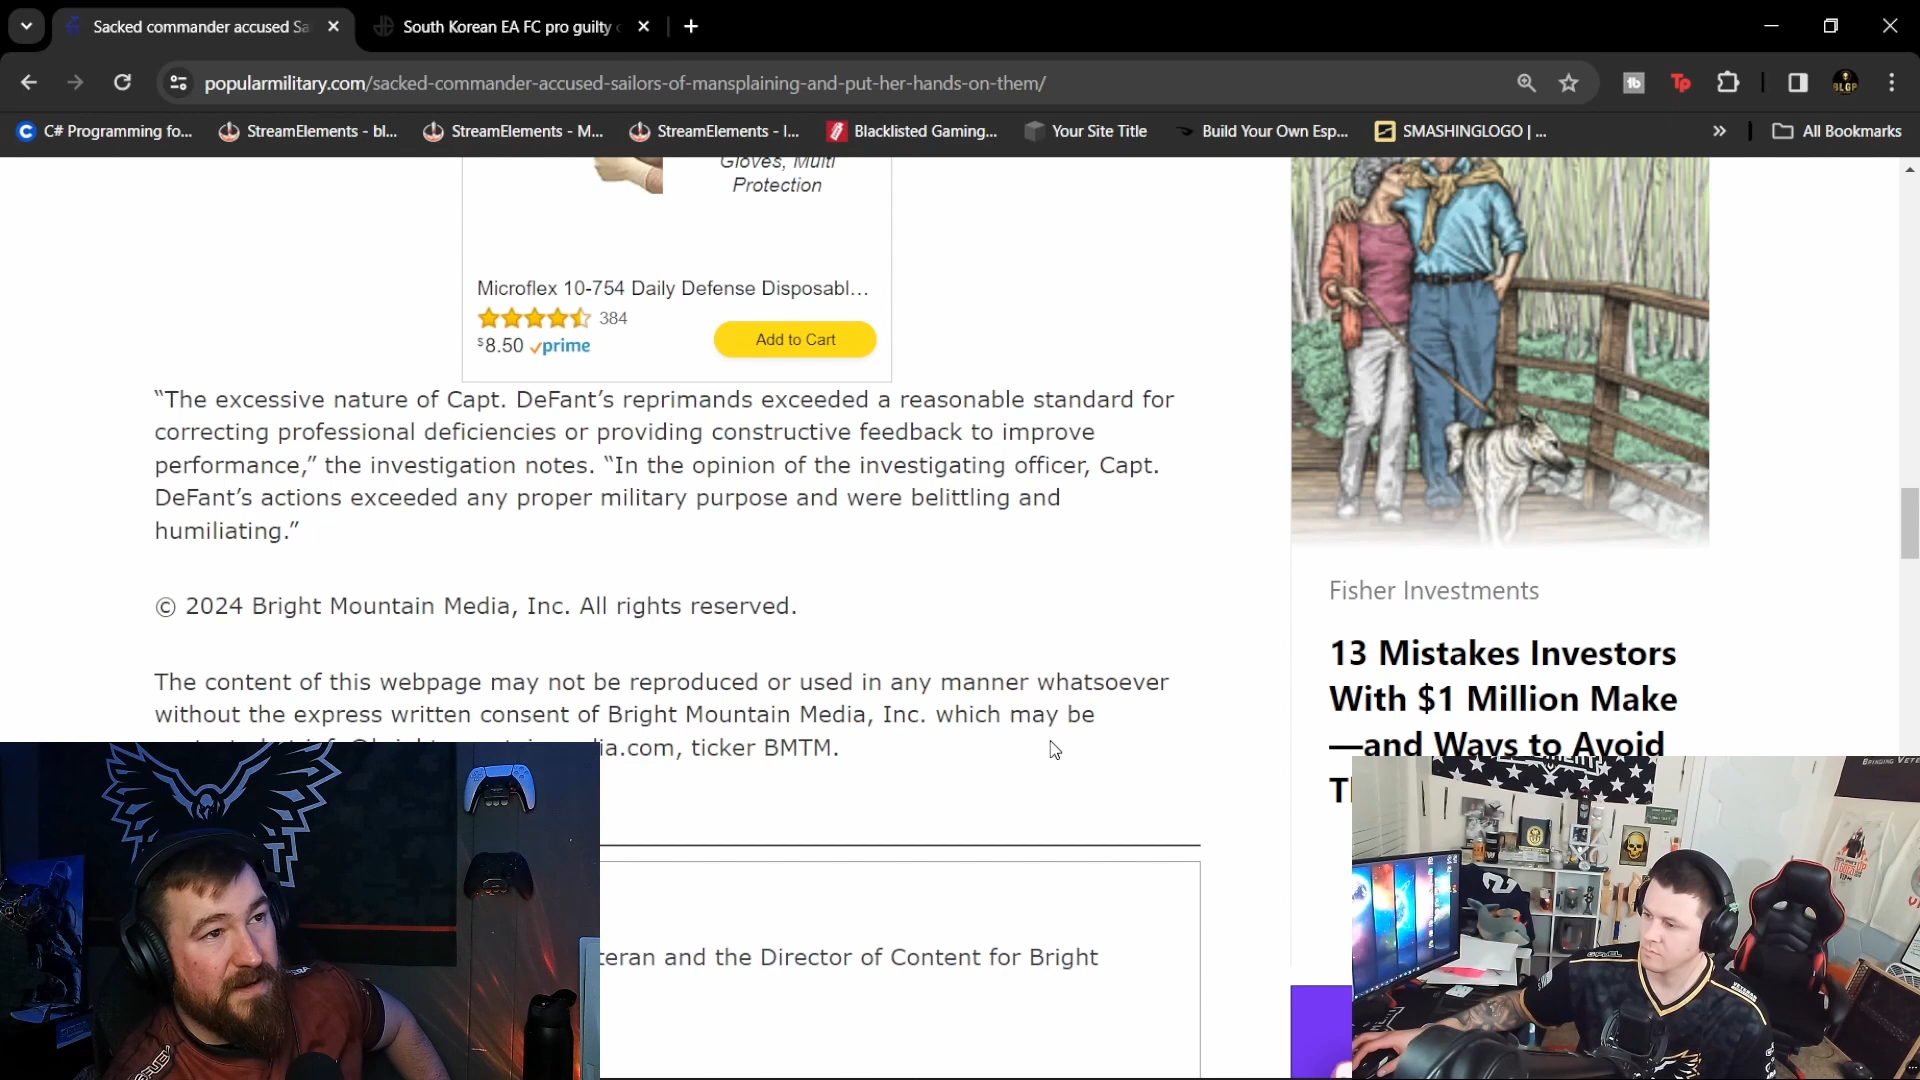 Sacked commander accused Sa
South Korean EA FC pro guilty
popularmilitary.com/sacked-commander-accused-sailors-of-mansplaining-and-put-her-hands-on-them/
C# Programming fo...
StreamElements - bl...
StreamElements - M...
StreamElements - I...
Blacklisted Gaming...
Your Site Title
Build Your Own Esp...
SMASHINGLOGO | ...
All Bookmarks
Gloves, Multi
Protection
Microflex 10-754 Daily Defense Disposabl...
384
$8.50 prime
Add to Cart
“The excessive nature of Capt. DeFant’s reprimands exceeded a reasonable standard for
correcting professional deficiencies or providing constructive feedback to improve
performance,” the investigation notes. “In the opinion of the investigating officer, Capt.
DeFant’s actions exceeded any proper military purpose and were belittling and
humiliating.”
© 2024 Bright Mountain Media, Inc. All rights reserved.
The content of this webpage may not be reproduced or used in any manner whatsoever
without the express written consent of Bright Mountain Media, Inc. which may be
ia.com, ticker BMTM.
teran and the Director of Content for Bright
Fisher Investments
13 Mistakes Investors
With $1 Million Make
—and Ways to Avoid